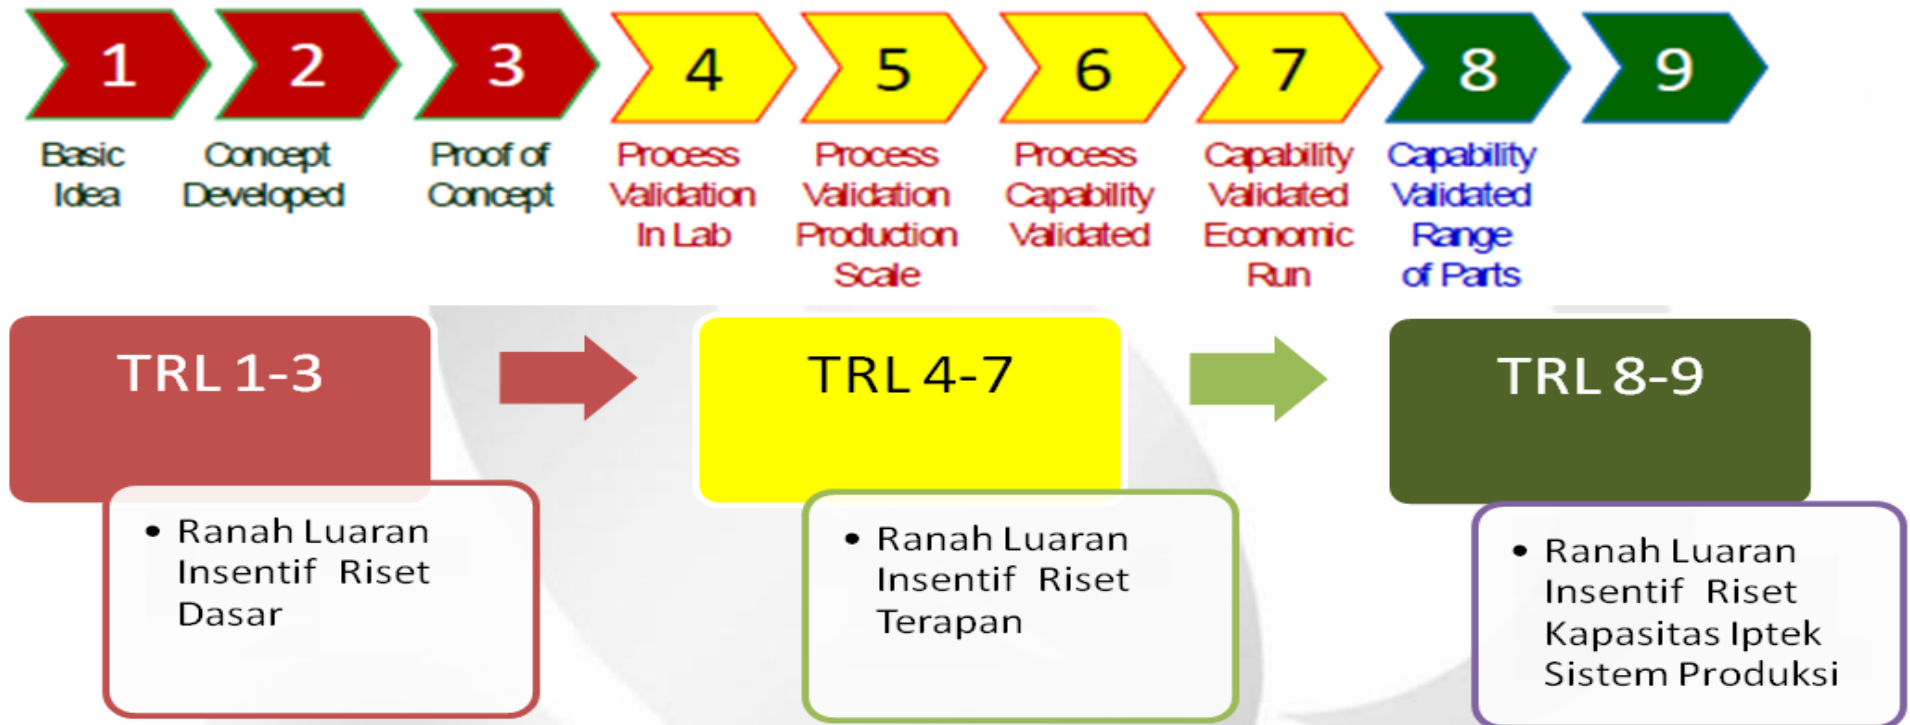 1 2 3 4 5 6 7 8 9
Basic
Idea
Concept
Developed
Proof of
Concept
Process
Validation
In Lab
Process
Validation
Production
Scale
Process
Capability
Validated
Capability
Validated
Economic
Run
Capability
Validated
Range
of Parts
TRL 1-3
• Ranah Luaran
Insentif Riset
Dasar
TRL 4-7
• Ranah Luaran
Insentif Riset
Terapan
TRL 8-9
• Ranah Luaran
Insentif Riset
Kapasitas Iptek
Sistem Produksi